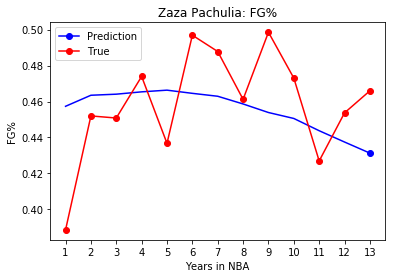 Zaza Pachulia: FG%
Prediction
True
0.50
0.48
0.46
0.44
0.42
0.40
FG%
1 2 3 4 5 6 7 8 9 10 11 12 13
Years in NBA